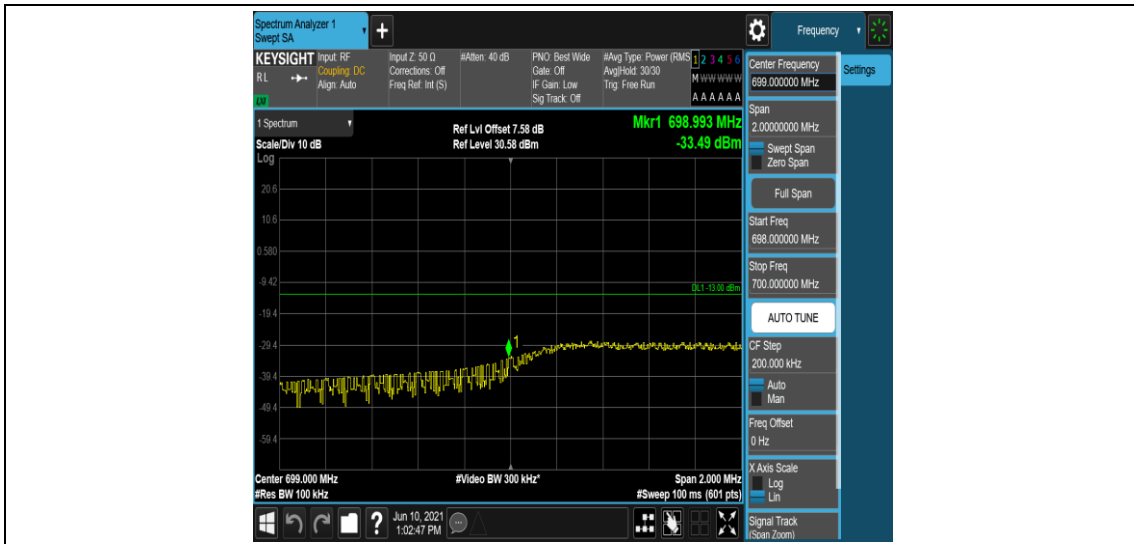 Spectrum Analyzer 1
Swept SA
+
Frequency
KEYSIGHT
RL
LXI
Input: RF
Coupling: DC
Align: Auto
Input Z: 50 Ω
Corrections: Off
Freq Ref: Int (S)
#Atten: 40 dB
PNO: Best Wide
Gate: Off
IF Gain: Low
Sig Track: Off
#Avg Type: Power (RMS
Avg|Hold: 30/30
Trig: Free Run
1 2 3 4 5 6
M W W W W W
A A A A A A
1 Spectrum
Scale/Div 10 dB
Ref Lvl Offset 7.58 dB
Ref Level 30.58 dBm
Mkr1 698.993 MHz
-33.49 dBm
Log
20.6
10.6
0.580
-9.42
-19.4
-29.4
-39.4
-49.4
-59.4
DL1 -13.00 dBm
1
Center 699.000 MHz
#Res BW 100 kHz
#Video BW 300 kHz*
Span 2.000 MHz
#Sweep 100 ms (601 pts)
Center Frequency
699.000000 MHz
Settings
Span
2.00000000 MHz
Swept Span
Zero Span
Full Span
Start Freq
698.000000 MHz
Stop Freq
700.000000 MHz
AUTO TUNE
CF Step
200.000 kHz
Auto
Man
Freq Offset
0 Hz
X Axis Scale
Log
Lin
Signal Track
(Span Zoom)
?
Jun 10, 2021
1:02:47 PM